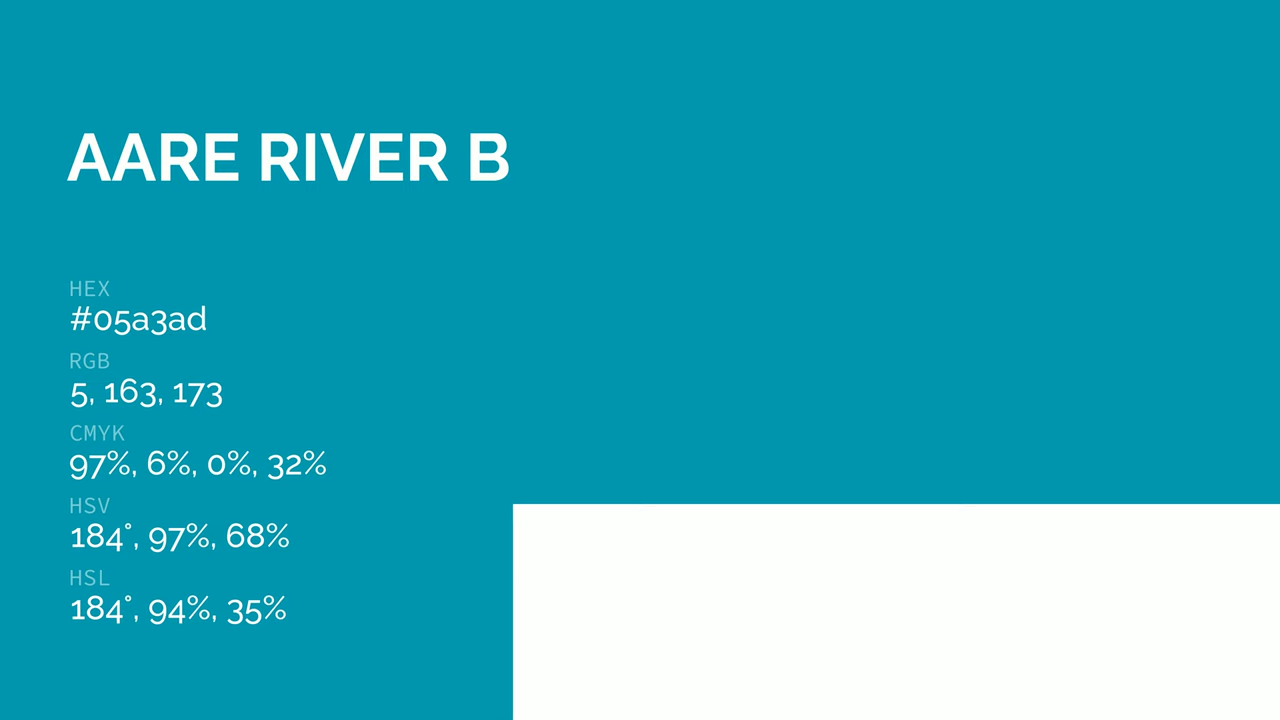 AARE RIVER B
HEX
#05a3ad
RGB
5, 163, 173
CMYK
97%, 6%, 0%, 32%
HSV
184°, 97%, 68%
HSL
184°, 94%, 35%